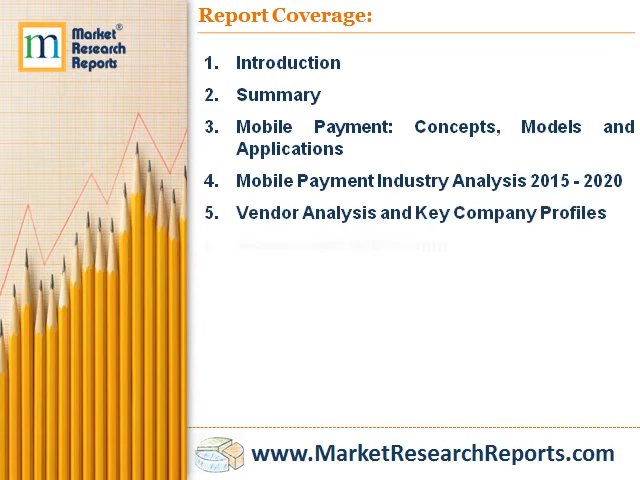 m
Market®
Research
Reports
Report Coverage:
1. Introduction
2. Summary
3. Mobile Payment: Concepts, Models and
Applications
4. Mobile Payment Industry Analysis 2015 - 2020
5. Vendor Analysis and Key Company Profiles
www.MarketResearchReports.com